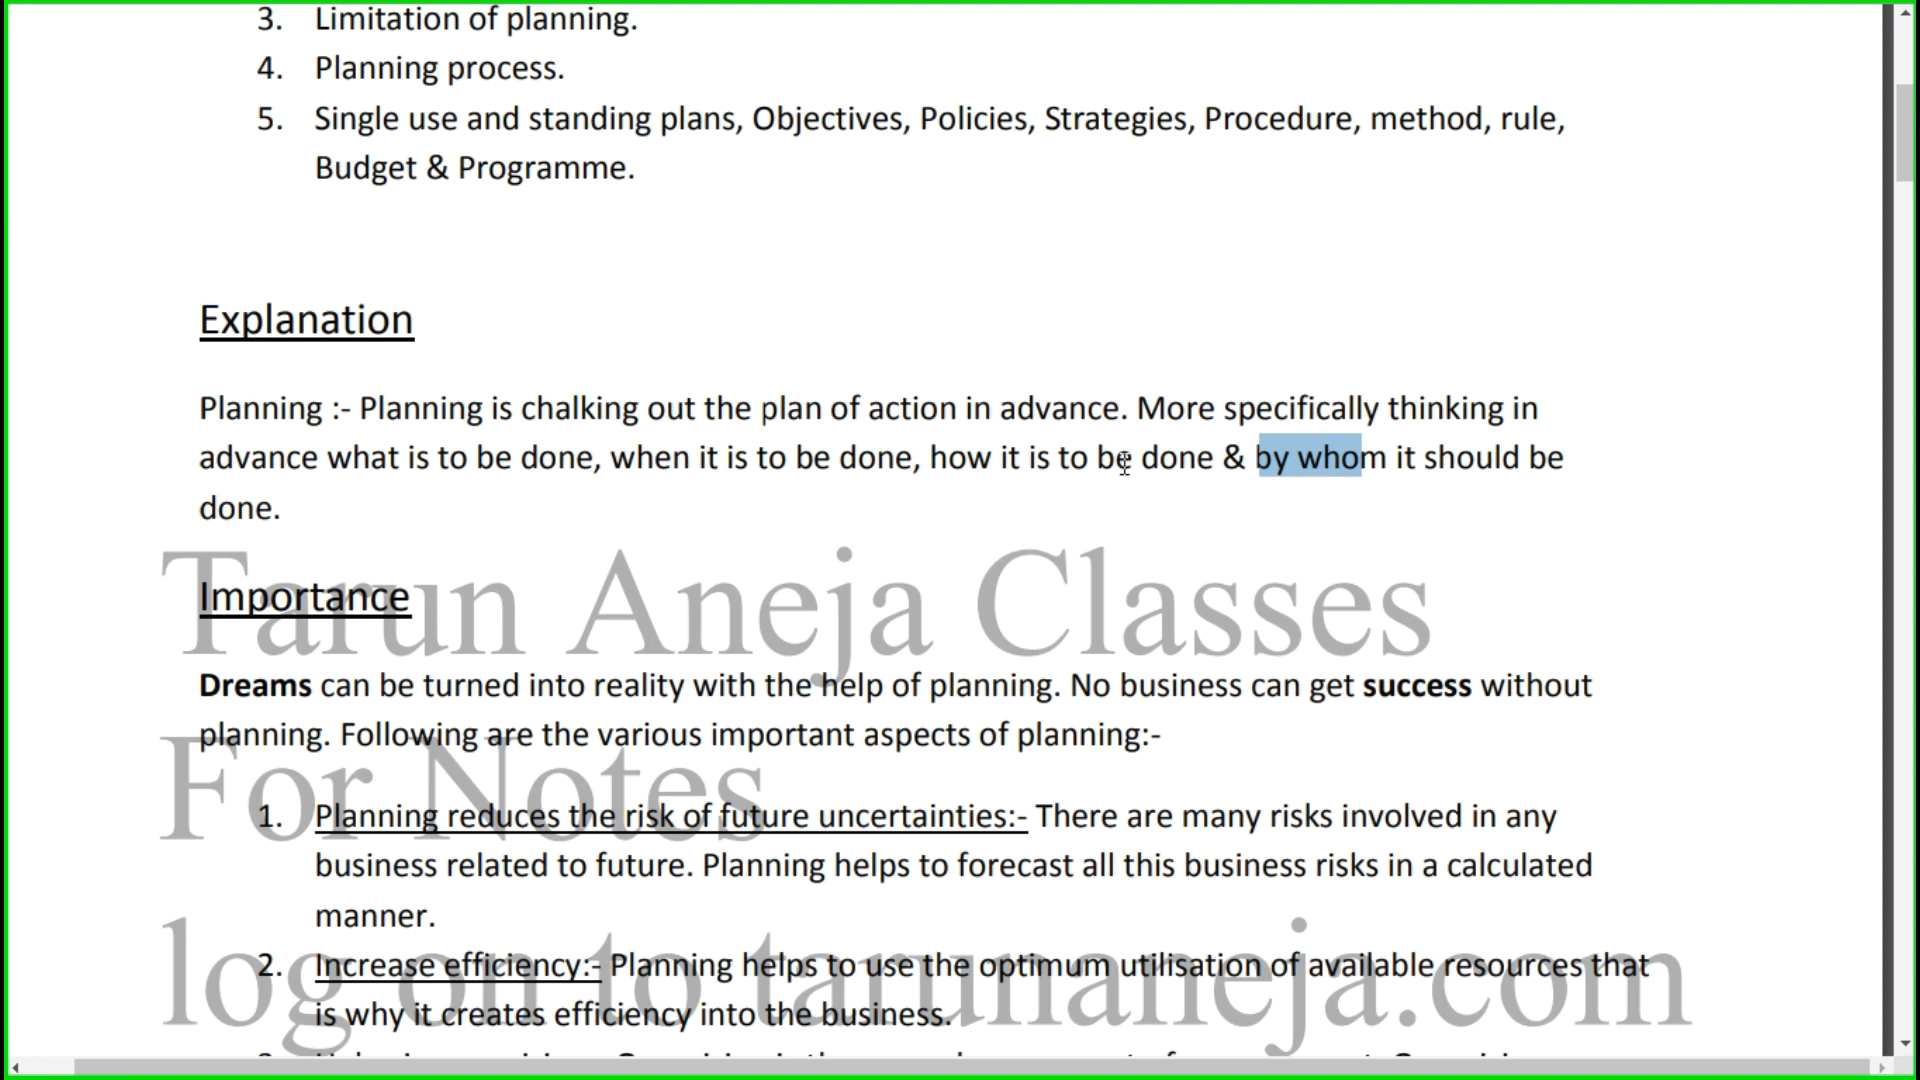 3. Limitation of planning.
4. Planning process.
5. Single use and standing plans, Objectives, Policies, Strategies, Procedure, method, rule,
Budget & Programme.
Explanation
Planning :- Planning is chalking out the plan of action in advance. More specifically thinking in
advance what is to be done, when it is to be done, how it is to be done & by whom it should be
done.
Tarun Aneja Classes
Importance
Dreams can be turned into reality with the help of planning. No business can get success without
planning. Following are the various important aspects of planning:-
For Notes
1. Planning reduces the risk of future uncertainties:- There are many risks involved in any
business related to future. Planning helps to forecast all this business risks in a calculated
manner.
log on to tarunaneja.com
2. Increase efficiency:- Planning helps to use the optimum utilisation of available resources that
is why it creates efficiency into the business.